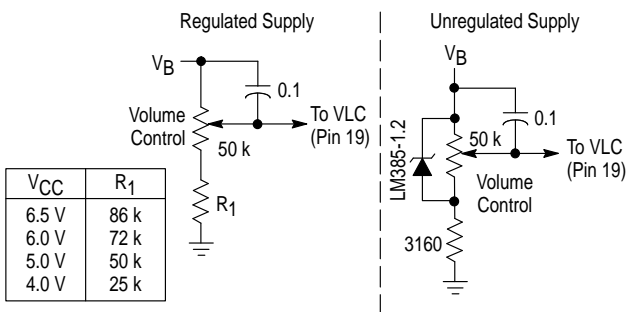 Regulated Supply
VB
0.1
Volume
Control
50 k
To VLC
(Pin 19)
R1
VCC R1
6.5 V 86 k
6.0 V 72 k
5.0 V 50 k
4.0 V 25 k
Unregulated Supply
VB
0.1
LM385-1.2
50 k
To VLC
(Pin 19)
Volume
Control
3160